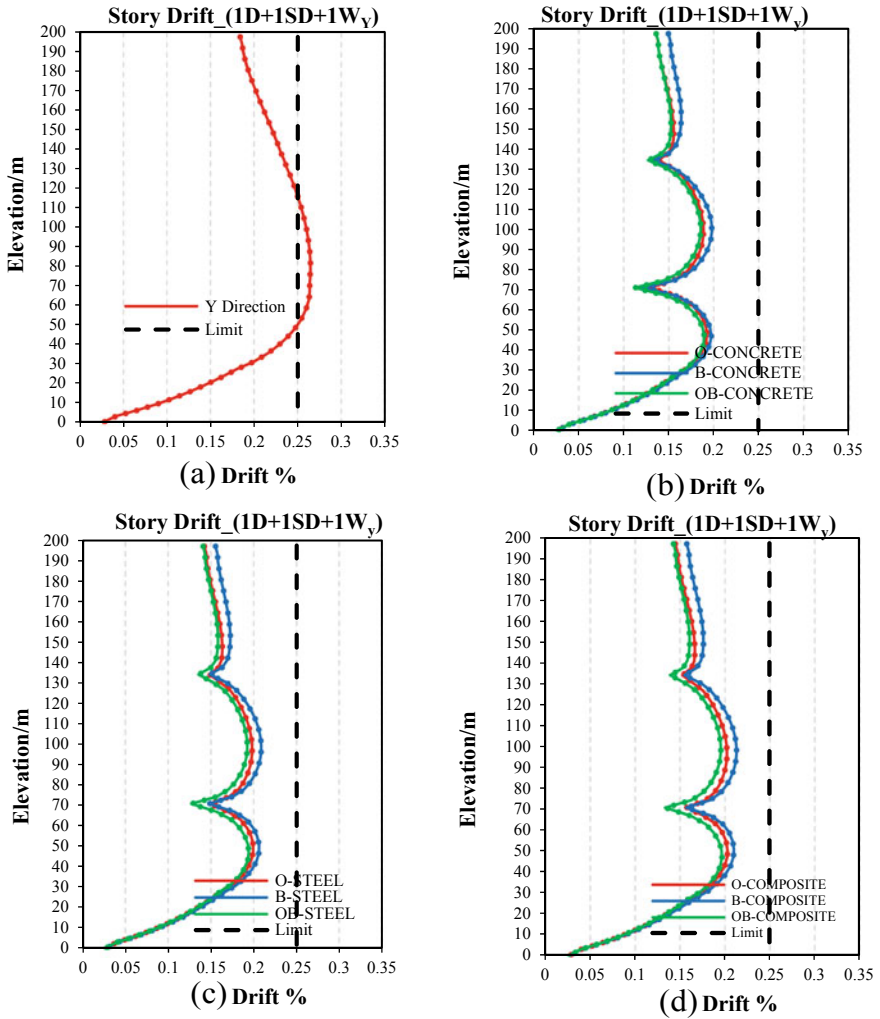 Story Drift_(1D+1SD+1W_Y)
200
190
180
170
160
150
140
130
120
110
100
90
80
70
60
50
40
30
20
10
0
Elevation/m
Y Direction
Limit
0 0.05 0.1 0.15 0.2 0.25 0.3 0.35
(a) Drift %
Story Drift_(1D+1SD+1W_y)
200
190
180
170
160
150
140
130
120
110
100
90
80
70
60
50
40
30
20
10
0
Elevation/m
O-CONCRETE
B-CONCRETE
OB-CONCRETE
Limit
0 0.05 0.1 0.15 0.2 0.25 0.3 0.35
(b) Drift %
Story Drift_(1D+1SD+1W_y)
200
190
180
170
160
150
140
130
120
110
100
90
80
70
60
50
40
30
20
10
0
Elevation/m
O-STEEL
B-STEEL
OB-STEEL
Limit
0 0.05 0.1 0.15 0.2 0.25 0.3 0.35
(c) Drift %
Story Drift_(1D+1SD+1W_y)
200
190
180
170
160
150
140
130
120
110
100
90
80
70
60
50
40
30
20
10
0
Elevation/m
O-COMPOSITE
B-COMPOSITE
OB-COMPOSITE
Limit
0 0.05 0.1 0.15 0.2 0.25 0.3 0.35
(d) Drift %